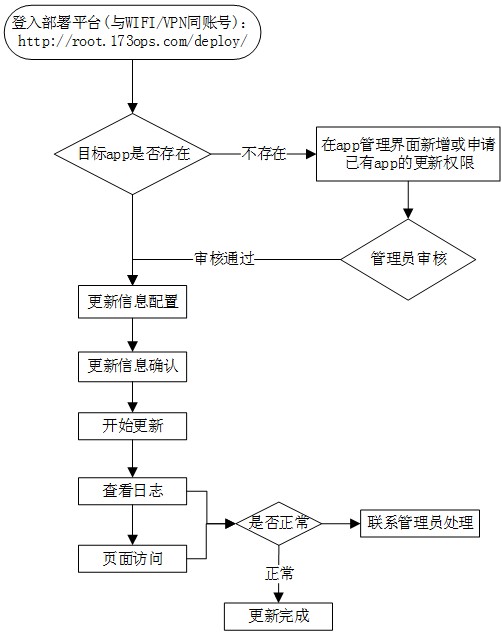 登入部署平台(与WIFI/VPN同账号):
http://root.173ops.com/deploy/
目标app是否存在
不存在
在app管理界面新增或申请
已有app的更新权限
审核通过
管理员审核
更新信息配置
更新信息确认
开始更新
查看日志
是否正常
联系管理员处理
页面访问
正常
更新完成